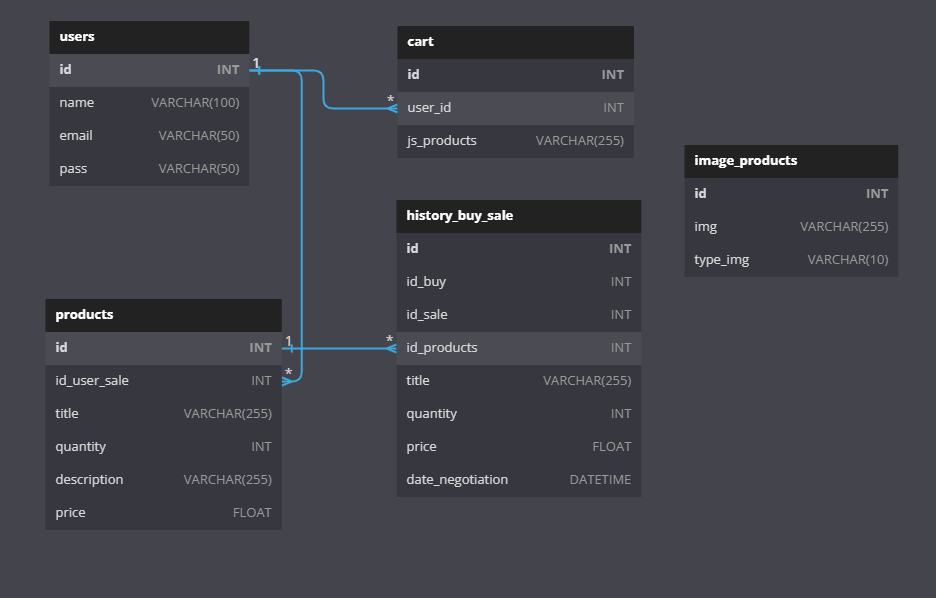 users
id INT
name VARCHAR(100)
email VARCHAR(50)
pass VARCHAR(50)
1
*
cart
id INT
user_id INT
js_products VARCHAR(255)
image_products
id INT
img VARCHAR(255)
type_img VARCHAR(10)
history_buy_sale
id INT
id_buy INT
id_sale INT
id_products INT
title VARCHAR(255)
quantity INT
price FLOAT
date_negotiation DATETIME
products
id INT
id_user_sale INT
title VARCHAR(255)
quantity INT
description VARCHAR(255)
price FLOAT
1
*
*